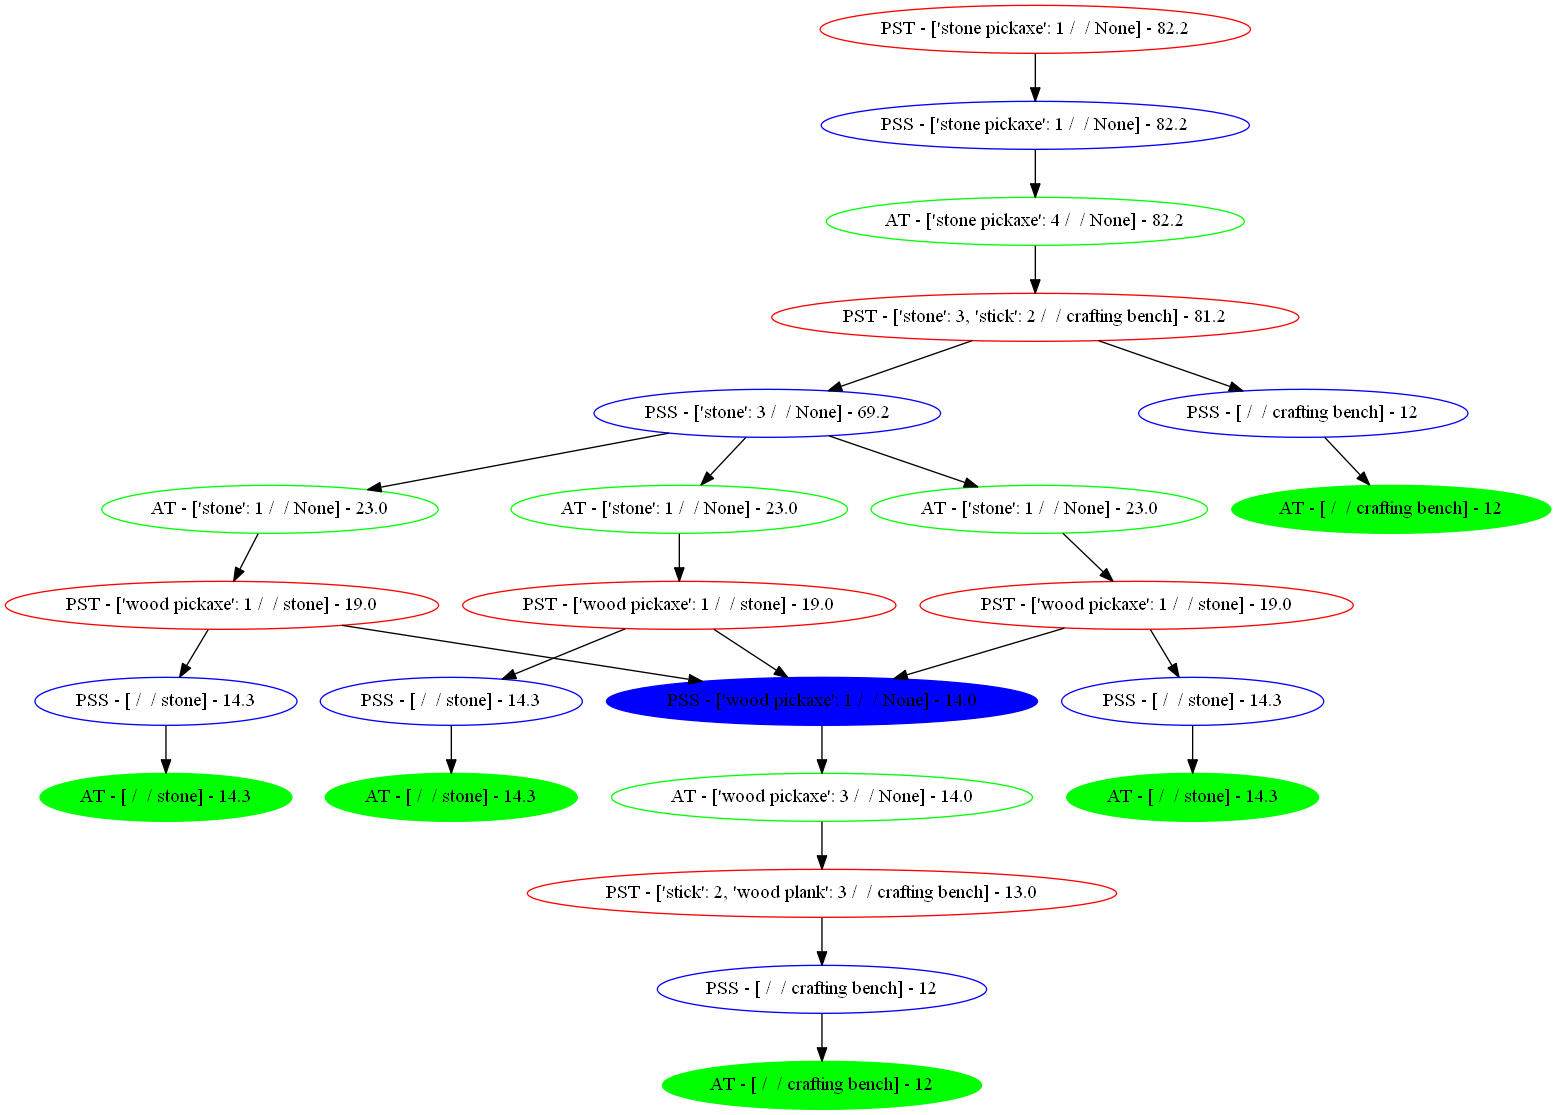 PST - ['stone pickaxe': 1 /  / None] - 82.2
PSS - ['stone pickaxe': 1 /  / None] - 82.2
AT - ['stone pickaxe': 4 /  / None] - 82.2
PST - ['stone': 3, 'stick': 2 /  / crafting bench] - 81.2
PSS - ['stone': 3 /  / None] - 69.2
PSS - [ /  / crafting bench] - 12
AT - ['stone': 1 /  / None] - 23.0
AT - ['stone': 1 /  / None] - 23.0
AT - ['stone': 1 /  / None] - 23.0
AT - [ /  / crafting bench] - 12
PST - ['wood pickaxe': 1 /  / stone] - 19.0
PST - ['wood pickaxe': 1 /  / stone] - 19.0
PST - ['wood pickaxe': 1 /  / stone] - 19.0
PSS - [ /  / stone] - 14.3
PSS - [ /  / stone] - 14.3
PSS - ['wood pickaxe': 1 /  / None] - 14.0
PSS - [ /  / stone] - 14.3
AT - [ /  / stone] - 14.3
AT - [ /  / stone] - 14.3
AT - ['wood pickaxe': 3 /  / None] - 14.0
AT - [ /  / stone] - 14.3
PST - ['stick': 2, 'wood plank': 3 /  / crafting bench] - 13.0
PSS - [ /  / crafting bench] - 12
AT - [ /  / crafting bench] - 12